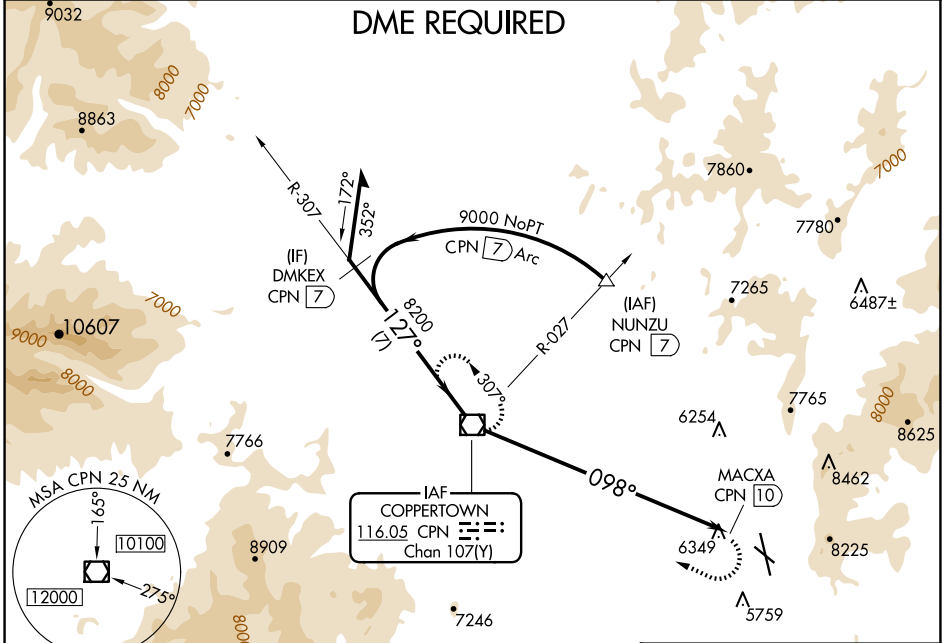 DME REQUIRED
9032
8000
7000
8863
7860
7000
7780
R-307
172°
352°
9000 NoPT
CPN 7 Arc
(IF)
DMKEX
CPN 7
R-027
(IAF)
NUNZU
CPN 7
7265
6487±
7000
10607
9000
8000
8200
127°
(7)
307°
7765
8000
8625
6254
7766
098°
MACXA
CPN 10
8462
MSA CPN 25 NM
165°
10100
275°
12000
IAF
COPPERTOWN
116.05 CPN
Chan 107(Y)
8909
6349
8225
8000
7246
5759